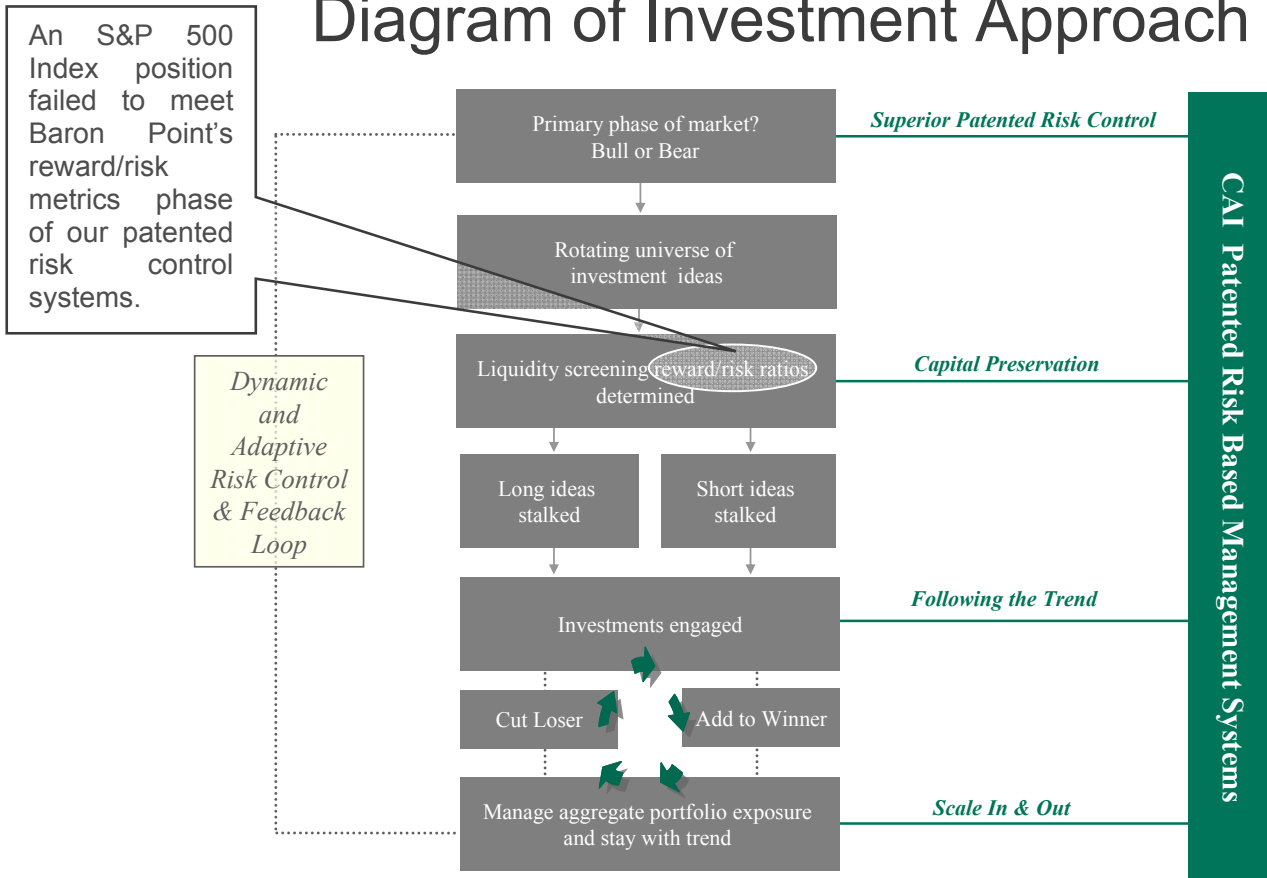 Diagram of Investment Approach
An S&P 500
Index position
failed to meet
Baron Point's
reward/risk
metrics phase
of our patented
risk control
systems.
Primary phase of market?
Bull or Bear
Superior Patented Risk Control
Rotating universe of
investment ideas
Liquidity screening reward/risk ratios
determined
Capital Preservation
Dynamic
and
Adaptive
Risk Control
& Feedback
Loop
Long ideas
stalked
Short ideas
stalked
Investments engaged
Following the Trend
Cut Loser
Add to Winner
Manage aggregate portfolio exposure
and stay with trend
Scale In & Out
CAI Patented Risk Based Management Systems